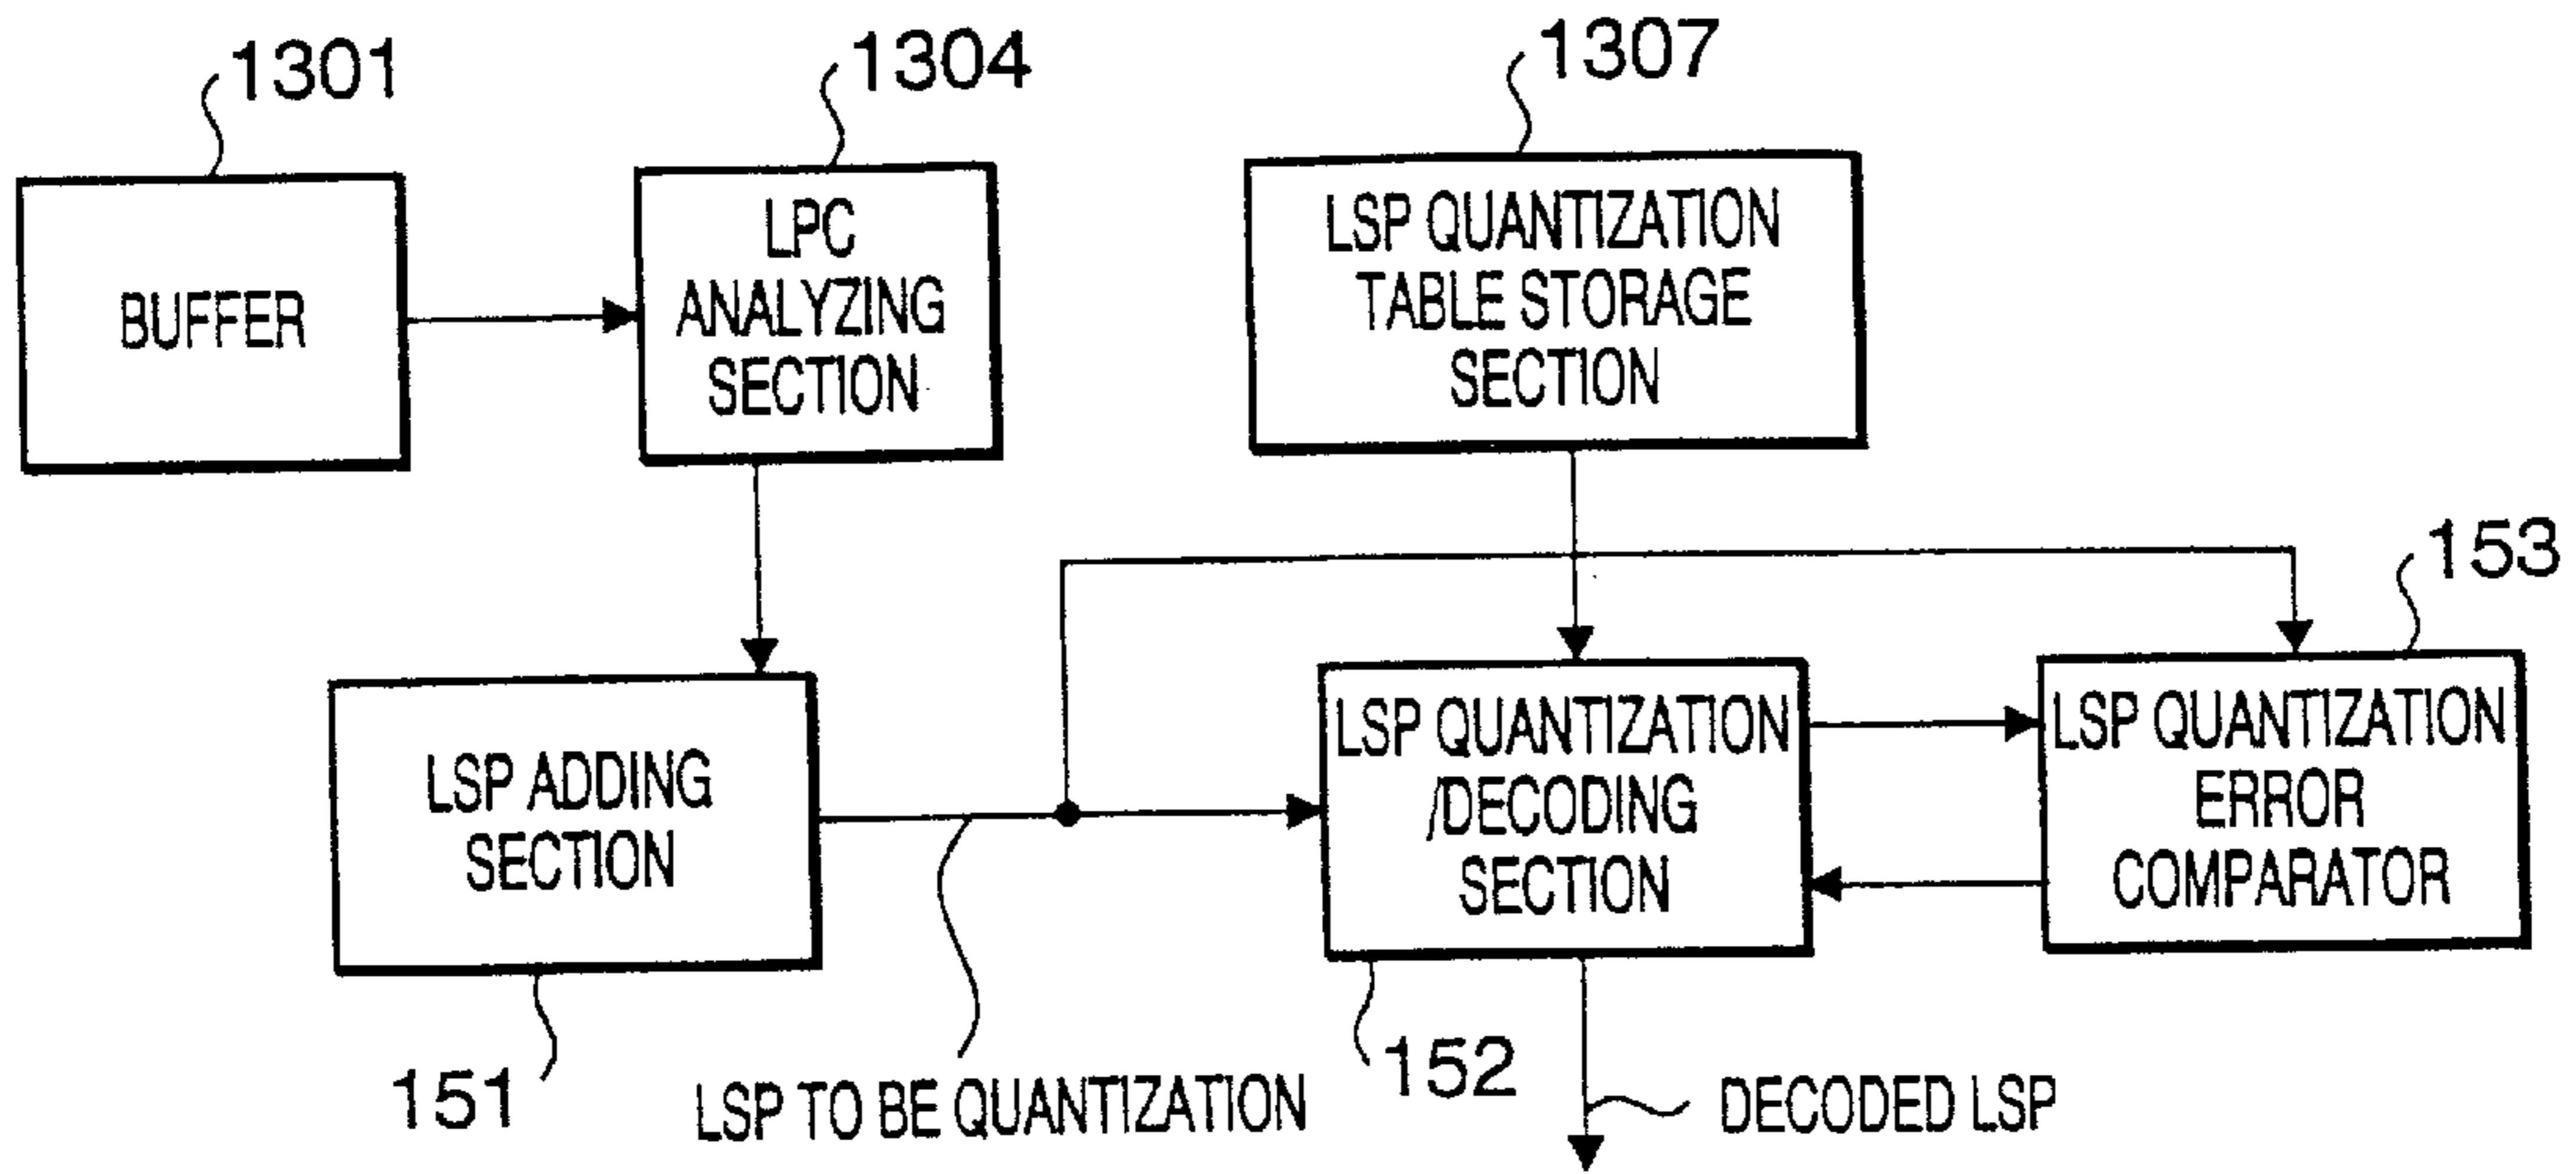 1301
1304
1307
BUFFER
LPC
ANALYZING
SECTION
LSP QUANTIZATION
TABLE STORAGE
SECTION
153
LSP ADDING
SECTION
LSP QUANTIZATION
/DECODING
SECTION
LSP QUANTIZATION
ERROR
COMPARATOR
151
LSP TO BE QUANTIZATION
152
DECODED LSP